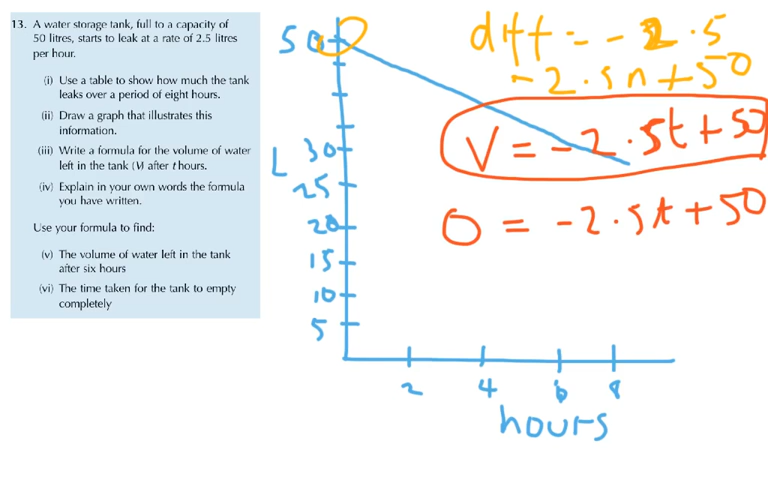 13. A water storage tank, full to a capacity of
50 litres, starts to leak at a rate of 2.5 litres
per hour.
(i) Use a table to show how much the tank
leaks over a period of eight hours.
(ii) Draw a graph that illustrates this
information.
(iii) Write a formula for the volume of water
left in the tank (V) after t hours.
(iv) Explain in your own words the formula
you have written.
Use your formula to find:
(v) The volume of water left in the tank
after six hours
(vi) The time taken for the tank to empty
completely
50
30
L
25
20
15
10
5
2 4 6 8
hours
diff = -2.5
-2.5n+50
V = -2.5t+50
0 = -2.5t+50